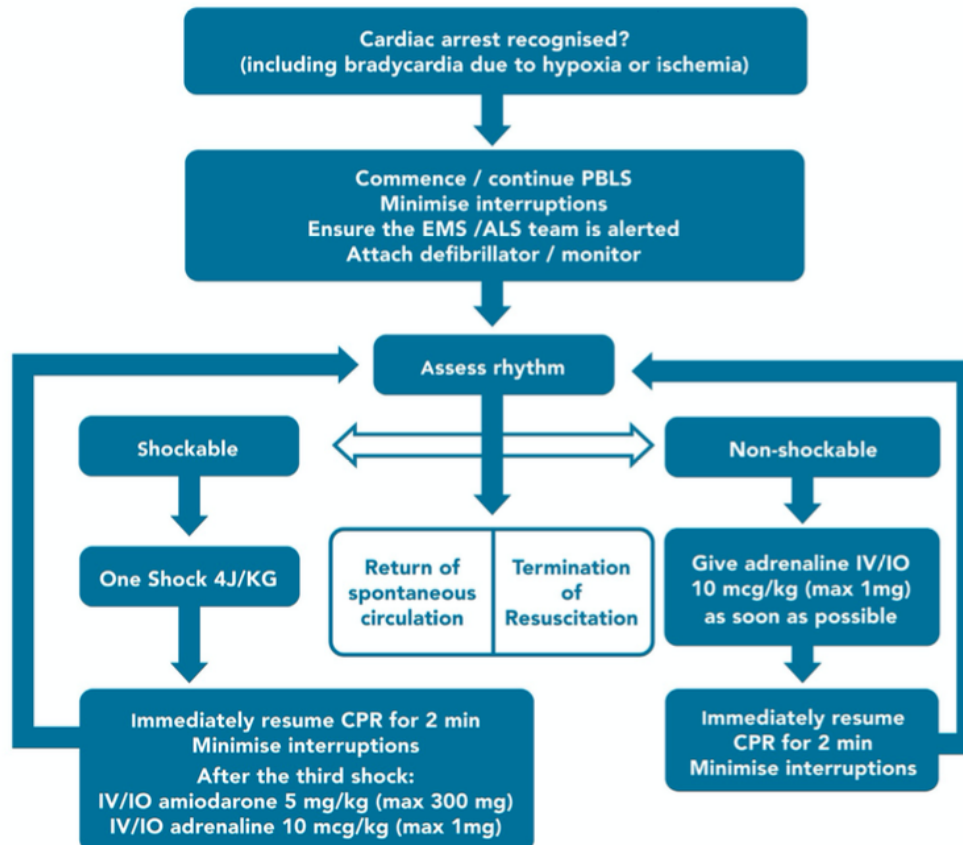 Cardiac arrest recognised?
(including bradycardia due to hypoxia or ischemia)
Commence / continue PBLS
Minimise interruptions
Ensure the EMS /ALS team is alerted
Attach defibrillator / monitor
Assess rhythm
Shockable
Non-shockable
One Shock 4J/KG
Return of
spontaneous
circulation
Termination
of
Resuscitation
Give adrenaline IV/IO
10 mcg/kg (max 1mg)
as soon as possible
Immediately resume CPR for 2 min
Minimise interruptions
After the third shock:
IV/IO amiodarone 5 mg/kg (max 300 mg)
IV/IO adrenaline 10 mcg/kg (max 1mg)
Immediately resume
CPR for 2 min
Minimise interruptions